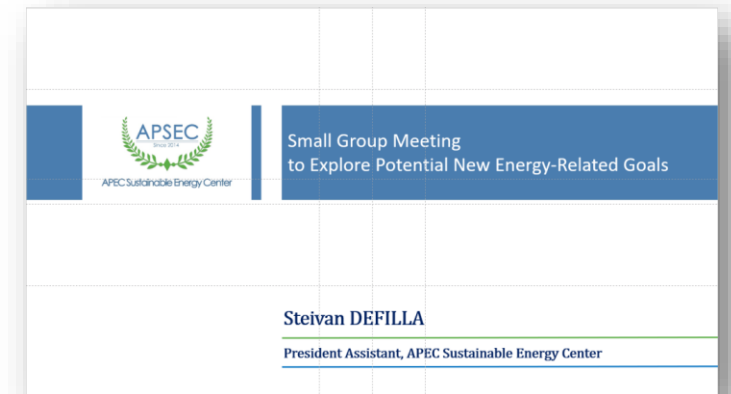 APSEC
Since 2014
APEC Sustainable Energy Center
Small Group Meeting
to Explore Potential New Energy-Related Goals
Steivan DEFILLA
President Assistant, APEC Sustainable Energy Center